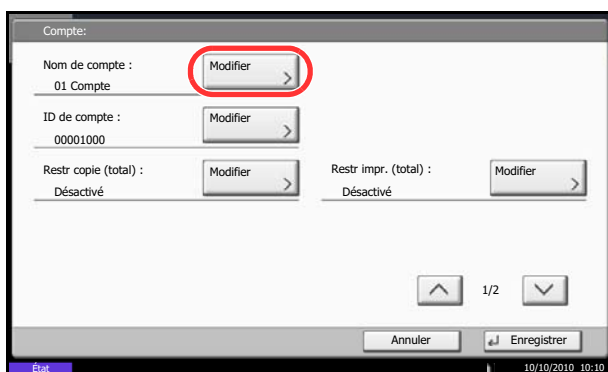 Compte:
Nom de compte :
Modifier
01 Compte
ID de compte :
Modifier
00001000
Restr copie (total) :
Modifier
Désactivé
Restr impr. (total) :
Modifier
Désactivé
1/2
Annuler
Enregistrer
État
10/10/2010 10:10